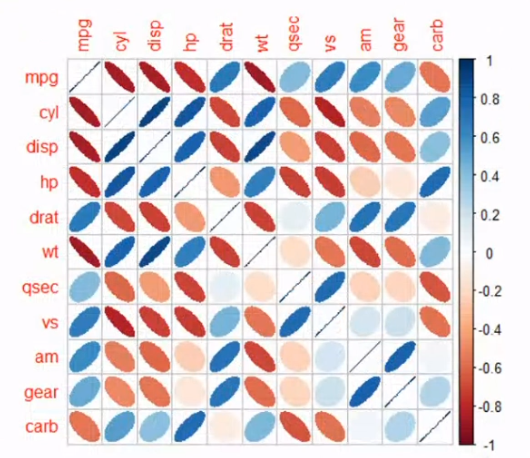 mpg cyl disp hp drat wt qsec vs am gear carb
mpg
cyl
disp
hp
drat
wt
qsec
vs
am
gear
carb
1
0.8
0.6
0.4
0.2
0
-0.2
-0.4
-0.6
-0.8
-1